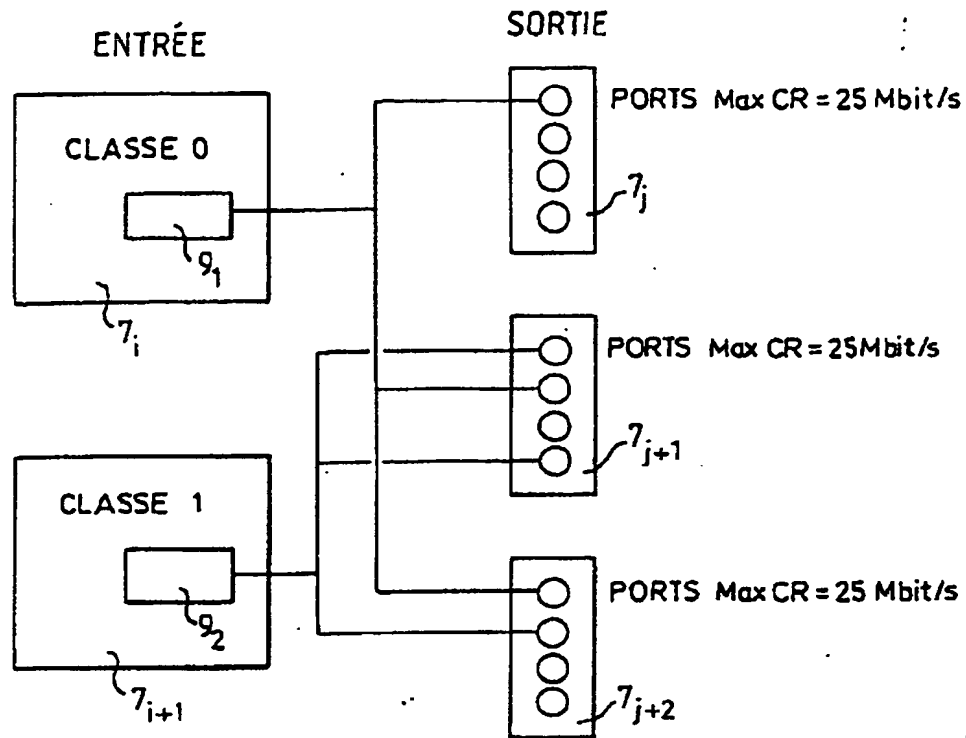 ENTRÉE
SORTIE
CLASSE 0
9₁
7ᵢ
PORTS Max CR = 25 Mbit/s
7ⱼ
PORTS Max CR = 25Mbit/s
7ⱼ₊₁
CLASSE 1
9₂
7ᵢ₊₁
PORTS Max CR = 25 Mbit/s
7ⱼ₊₂